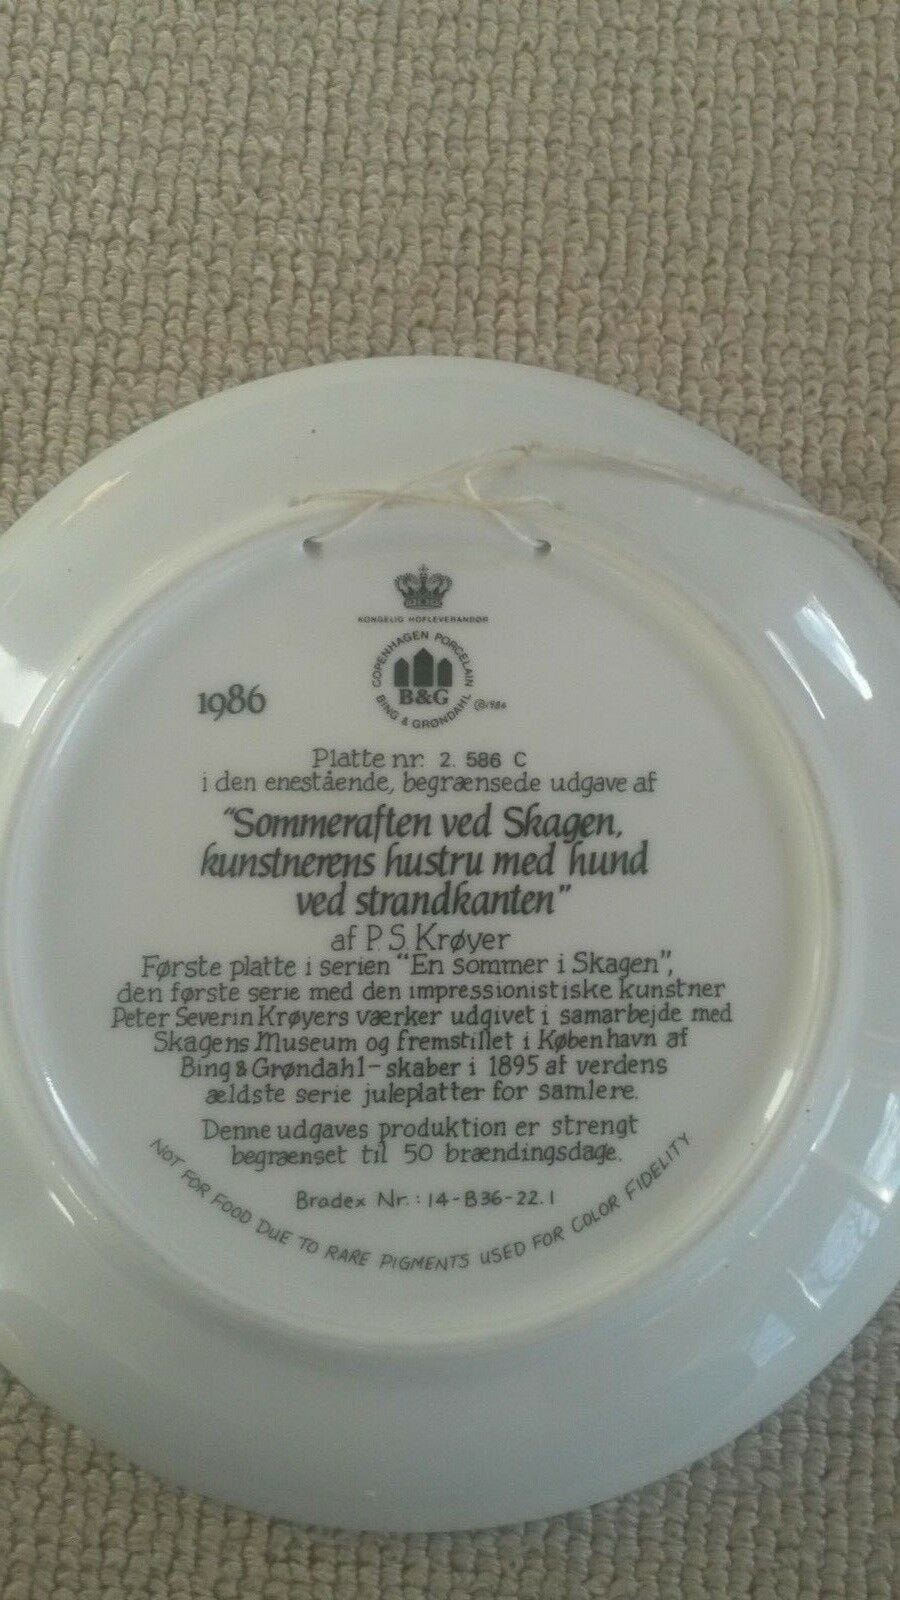 KONGELIG HOFLEVERANDØR
COPENHAGEN PORCELAIN
B&G
BING & GRØNDAHL
1986
Platte nr. 2. 586 C
i den enestående, begrænsede udgave af
"Sommeraften ved Skagen,
kunstnerens hustru med hund
ved strandkanten"
af P.S. Krøyer
Første platte i serien "En sommer i Skagen",
den første serie med den impressionistiske kunstner
Peter Severin Krøyers værker udgivet i samarbejde med
Skagens Museum og fremstillet i København af
Bing & Grøndahl - skaber i 1895 af verdens
ældste serie juleplatter for samlere.
Denne udgaves produktion er strengt
begrænset til 50 brændingsdage.
Bradex Nr.: 14-B36-22.1
NOT FOR FOOD DUE TO RARE PIGMENTS USED FOR COLOR FIDELITY